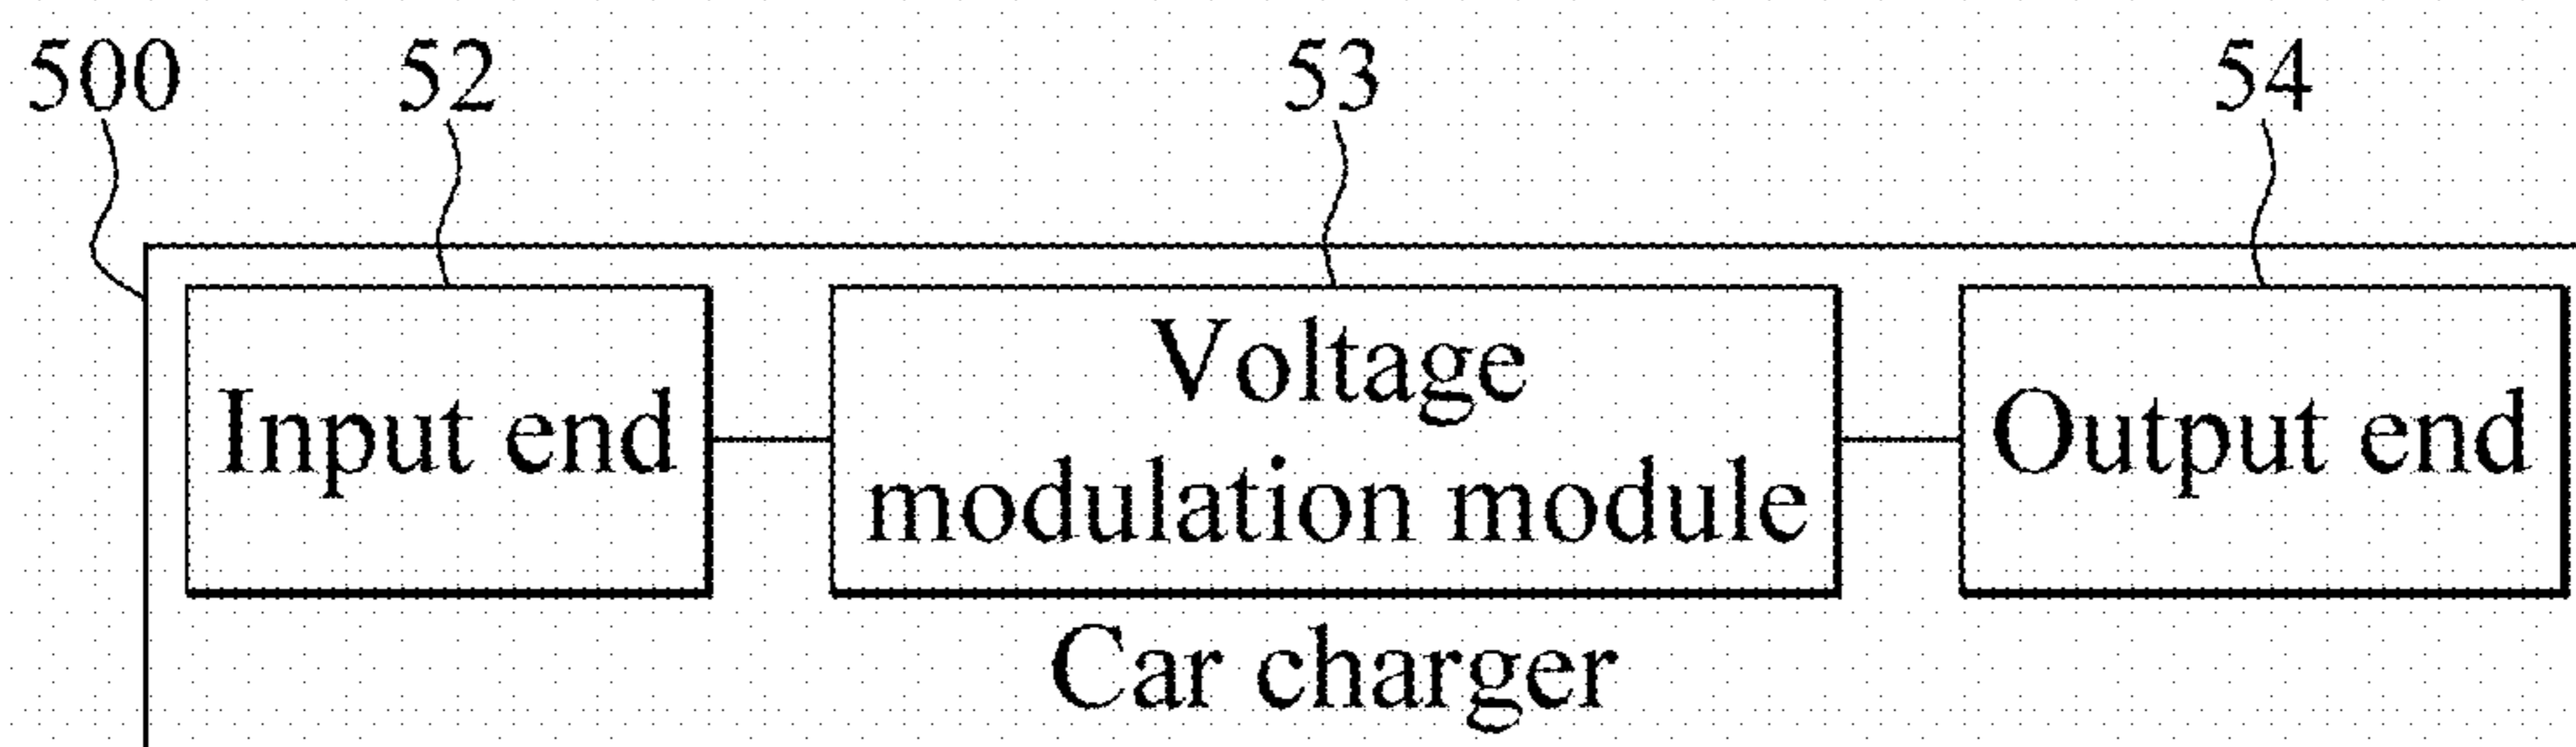 500 52 53 54
Voltage
Input end modulation module Output end
Car charger